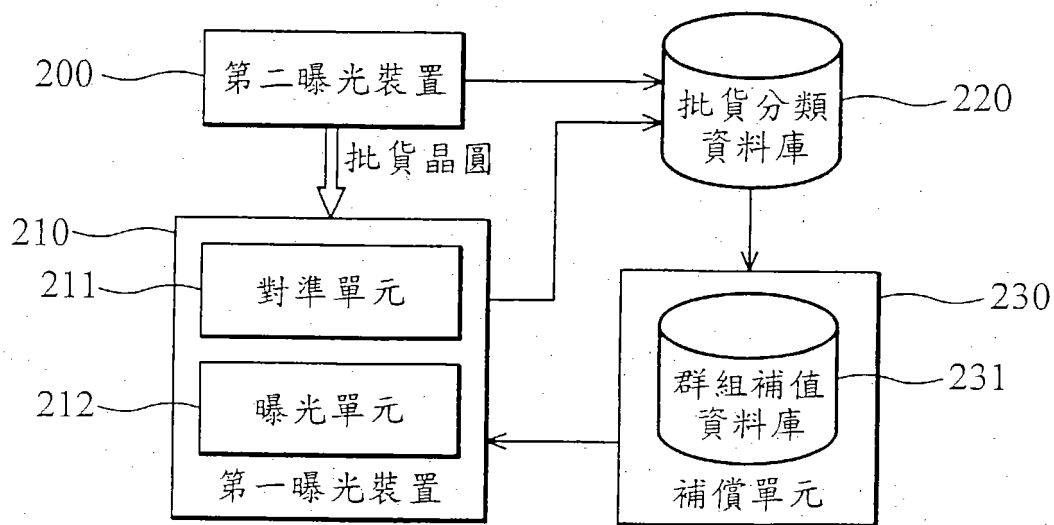 200
第二曝光裝置
批貨分類
資料庫
220
批貨晶圓
210
對準單元
211
曝光單元
212
第一曝光裝置
230
群組補值
資料庫
231
補償單元